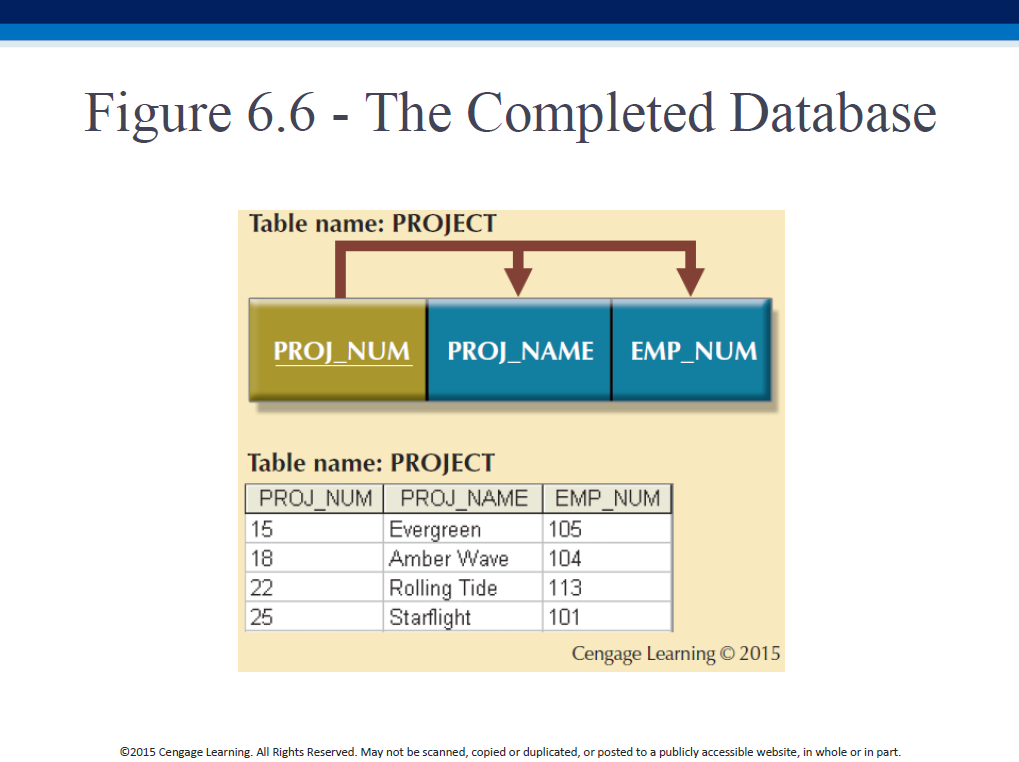 Figure 6.6 - The Completed Database
Table name: PROJECT
PROJ_NUM PROJ_NAME EMP_NUM
Table name: PROJECT
PROJ_NUM PROJ_NAME EMP_NUM
15 Evergreen 105
18 Amber Wave 104
22 Rolling Tide 113
25 Starflight 101
Cengage Learning © 2015
©2015 Cengage Learning. All Rights Reserved. May not be scanned, copied or duplicated, or posted to a publicly accessible website, in whole or in part.